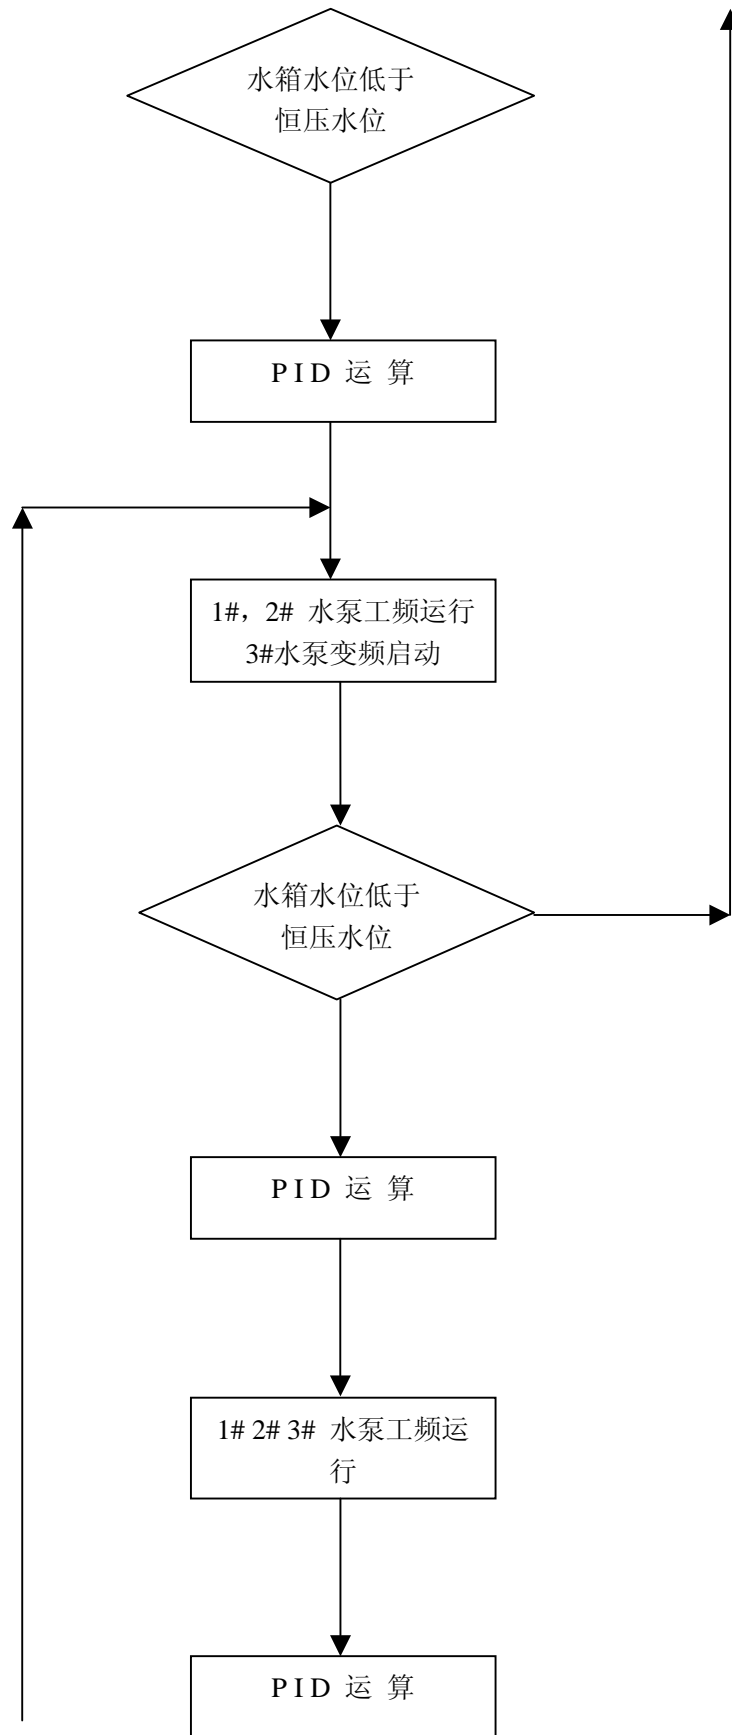 水箱水位低于
恒压水位
PID 运 算
1#，2# 水泵工频运行
3#水泵变频启动
水箱水位低于
恒压水位
PID 运 算
1# 2# 3# 水泵工频运
行
PID 运 算